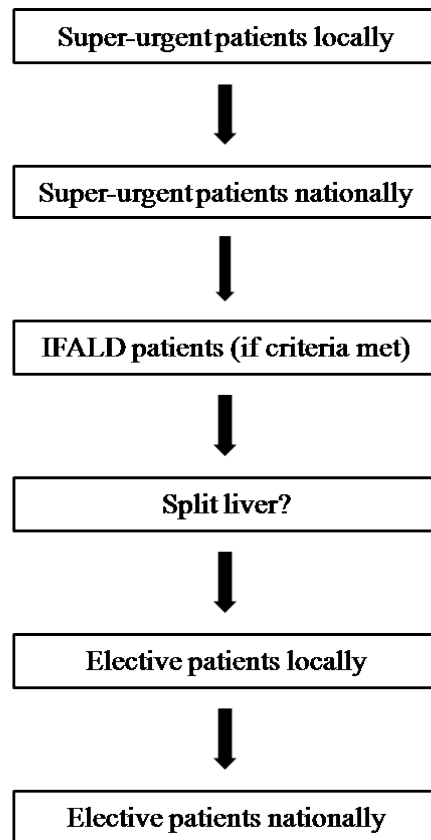 Super-urgent patients locally
Super-urgent patients nationally
IFALD patients (if criteria met)
Split liver?
Elective patients locally
Elective patients nationally